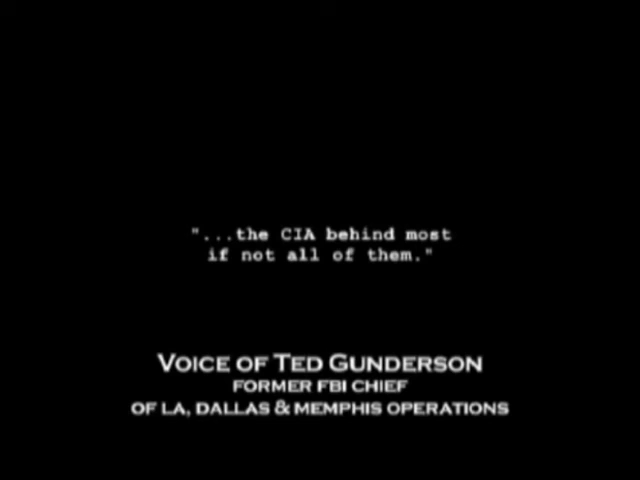 "...the CIA behind most
if not all of them."
VOICE OF TED GUNDERSON
FORMER FBI CHIEF
OF LA, DALLAS & MEMPHIS OPERATIONS